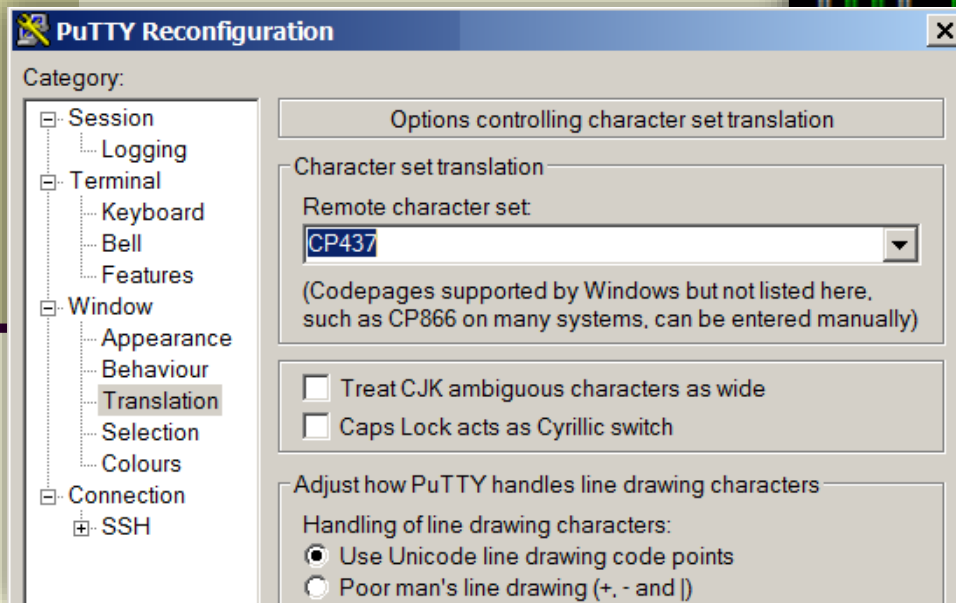 PuTTY Reconfiguration
Category:
Session
Logging
Terminal
Keyboard
Bell
Features
Window
Appearance
Behaviour
Translation
Selection
Colours
Connection
SSH
Options controlling character set translation
Character set translation
Remote character set:
CP437
(Codepages supported by Windows but not listed here,
such as CP866 on many systems, can be entered manually)
Treat CJK ambiguous characters as wide
Caps Lock acts as Cyrillic switch
Adjust how PuTTY handles line drawing characters
Handling of line drawing characters:
Use Unicode line drawing code points
Poor man's line drawing (+, - and |)